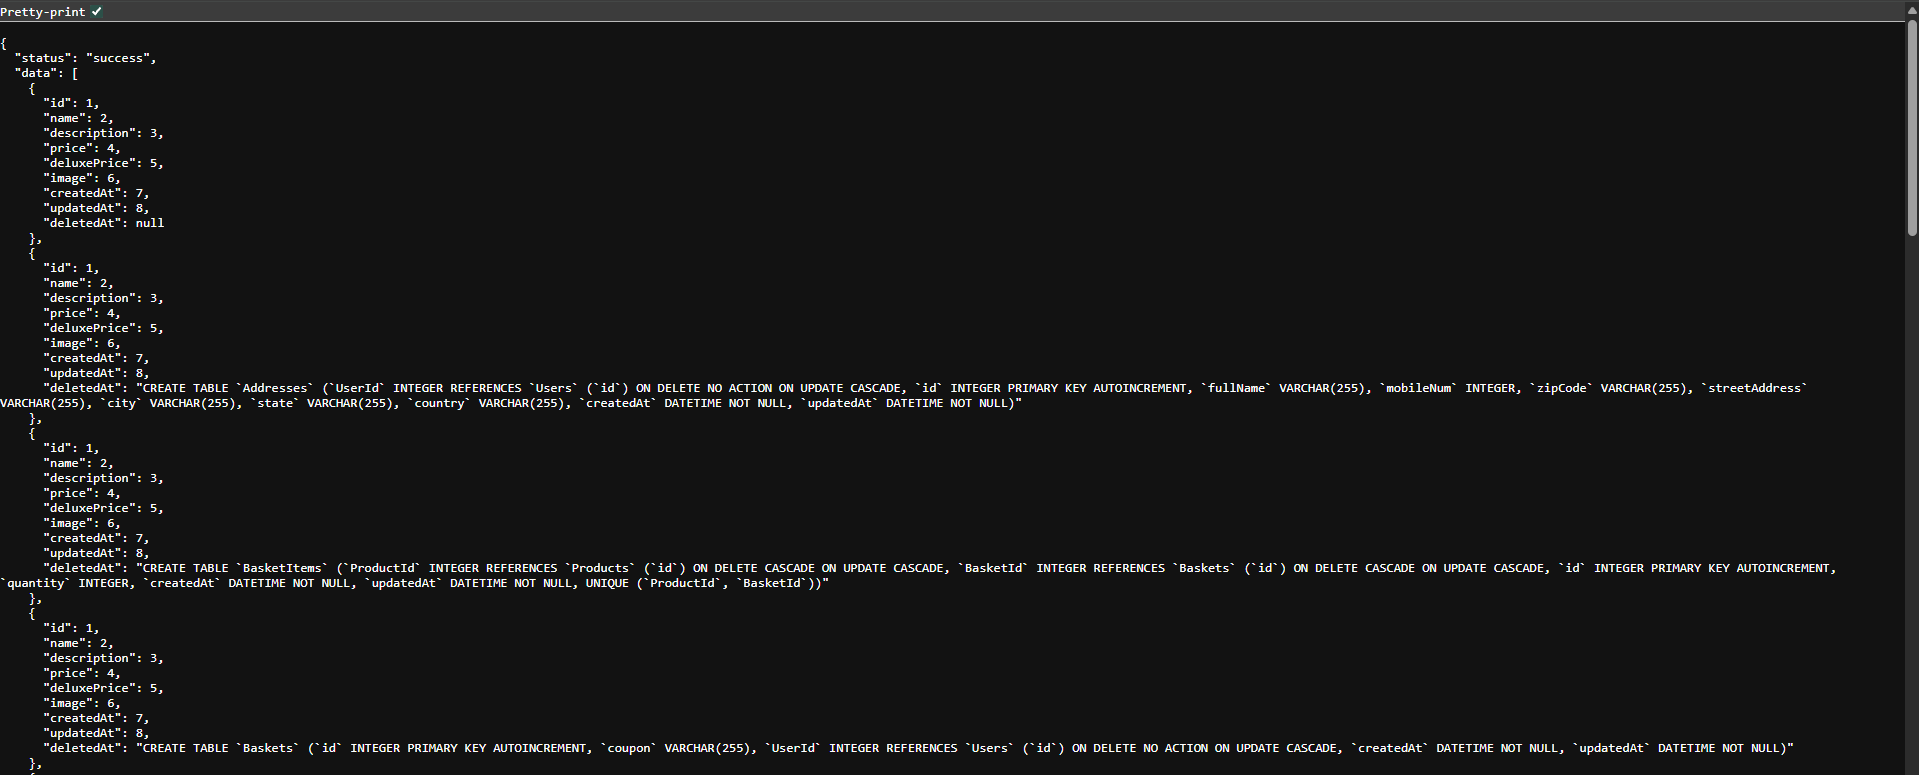 Pretty-print ✓
{
  "status": "success",
  "data": [
    {
      "id": 1,
      "name": 2,
      "description": 3,
      "price": 4,
      "deluxePrice": 5,
      "image": 6,
      "createdAt": 7,
      "updatedAt": 8,
      "deletedAt": null
    },
    {
      "id": 1,
      "name": 2,
      "description": 3,
      "price": 4,
      "deluxePrice": 5,
      "image": 6,
      "createdAt": 7,
      "updatedAt": 8,
      "deletedAt": "CREATE TABLE `Addresses` (`UserId` INTEGER REFERENCES `Users` (`id`) ON DELETE NO ACTION ON UPDATE CASCADE, `id` INTEGER PRIMARY KEY AUTOINCREMENT, `fullName` VARCHAR(255), `mobileNum` INTEGER, `zipCode` VARCHAR(255), `streetAddress`
VARCHAR(255), `city` VARCHAR(255), `state` VARCHAR(255), `country` VARCHAR(255), `createdAt` DATETIME NOT NULL, `updatedAt` DATETIME NOT NULL)"
    },
    {
      "id": 1,
      "name": 2,
      "description": 3,
      "price": 4,
      "deluxePrice": 5,
      "image": 6,
      "createdAt": 7,
      "updatedAt": 8,
      "deletedAt": "CREATE TABLE `BasketItems` (`ProductId` INTEGER REFERENCES `Products` (`id`) ON DELETE CASCADE ON UPDATE CASCADE, `BasketId` INTEGER REFERENCES `Baskets` (`id`) ON DELETE CASCADE ON UPDATE CASCADE, `id` INTEGER PRIMARY KEY AUTOINCREMENT,
`quantity` INTEGER, `createdAt` DATETIME NOT NULL, `updatedAt` DATETIME NOT NULL, UNIQUE (`ProductId`, `BasketId`))"
    },
    {
      "id": 1,
      "name": 2,
      "description": 3,
      "price": 4,
      "deluxePrice": 5,
      "image": 6,
      "createdAt": 7,
      "updatedAt": 8,
      "deletedAt": "CREATE TABLE `Baskets` (`id` INTEGER PRIMARY KEY AUTOINCREMENT, `coupon` VARCHAR(255), `UserId` INTEGER REFERENCES `Users` (`id`) ON DELETE NO ACTION ON UPDATE CASCADE, `createdAt` DATETIME NOT NULL, `updatedAt` DATETIME NOT NULL)"
    },